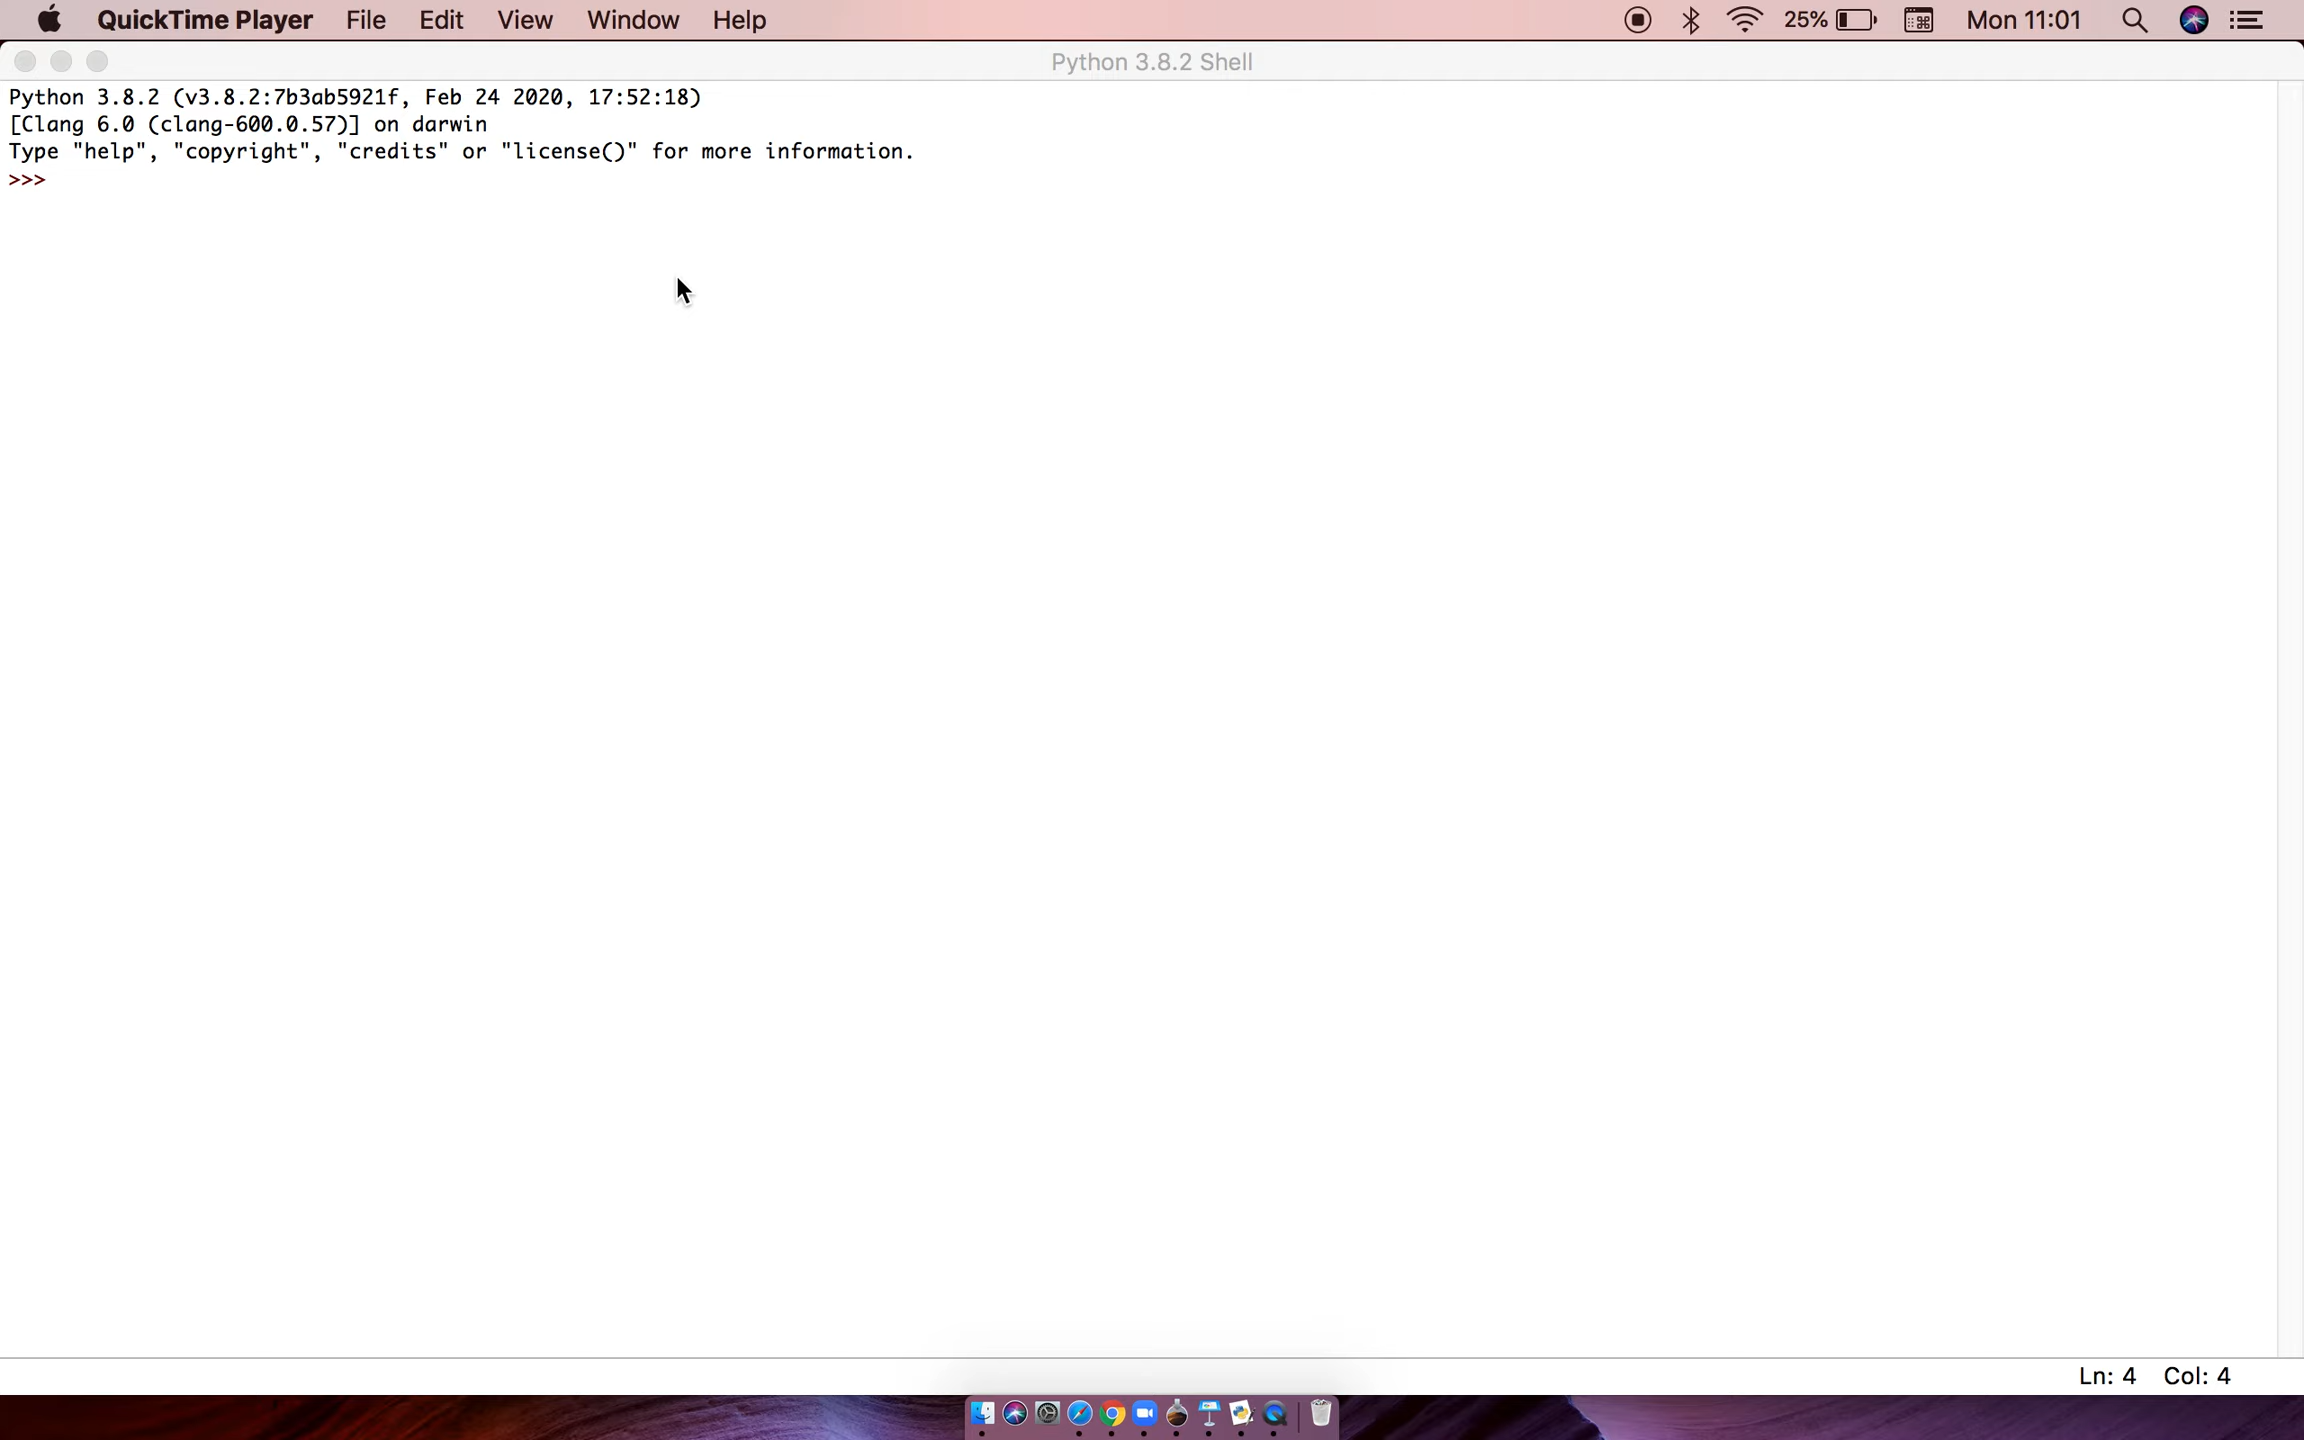 QuickTime Player File Edit View Window Help 25% Mon 11:01
Python 3.8.2 Shell
Python 3.8.2 (v3.8.2:7b3ab5921f, Feb 24 2020, 17:52:18)
[Clang 6.0 (clang-600.0.57)] on darwin
Type "help", "copyright", "credits" or "license()" for more information.
>>>
Ln: 4 Col: 4